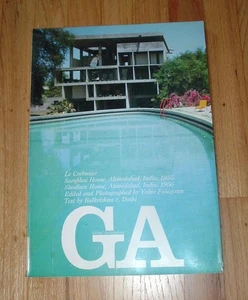 Le Corbusier
Sarabhai House, Ahmedabad, India. 1955
Shodhan House, Ahmedabad, India. 1956
Edited and Photographed by Yukio Futagawa
Text by Balkrishna V. Doshi
GA